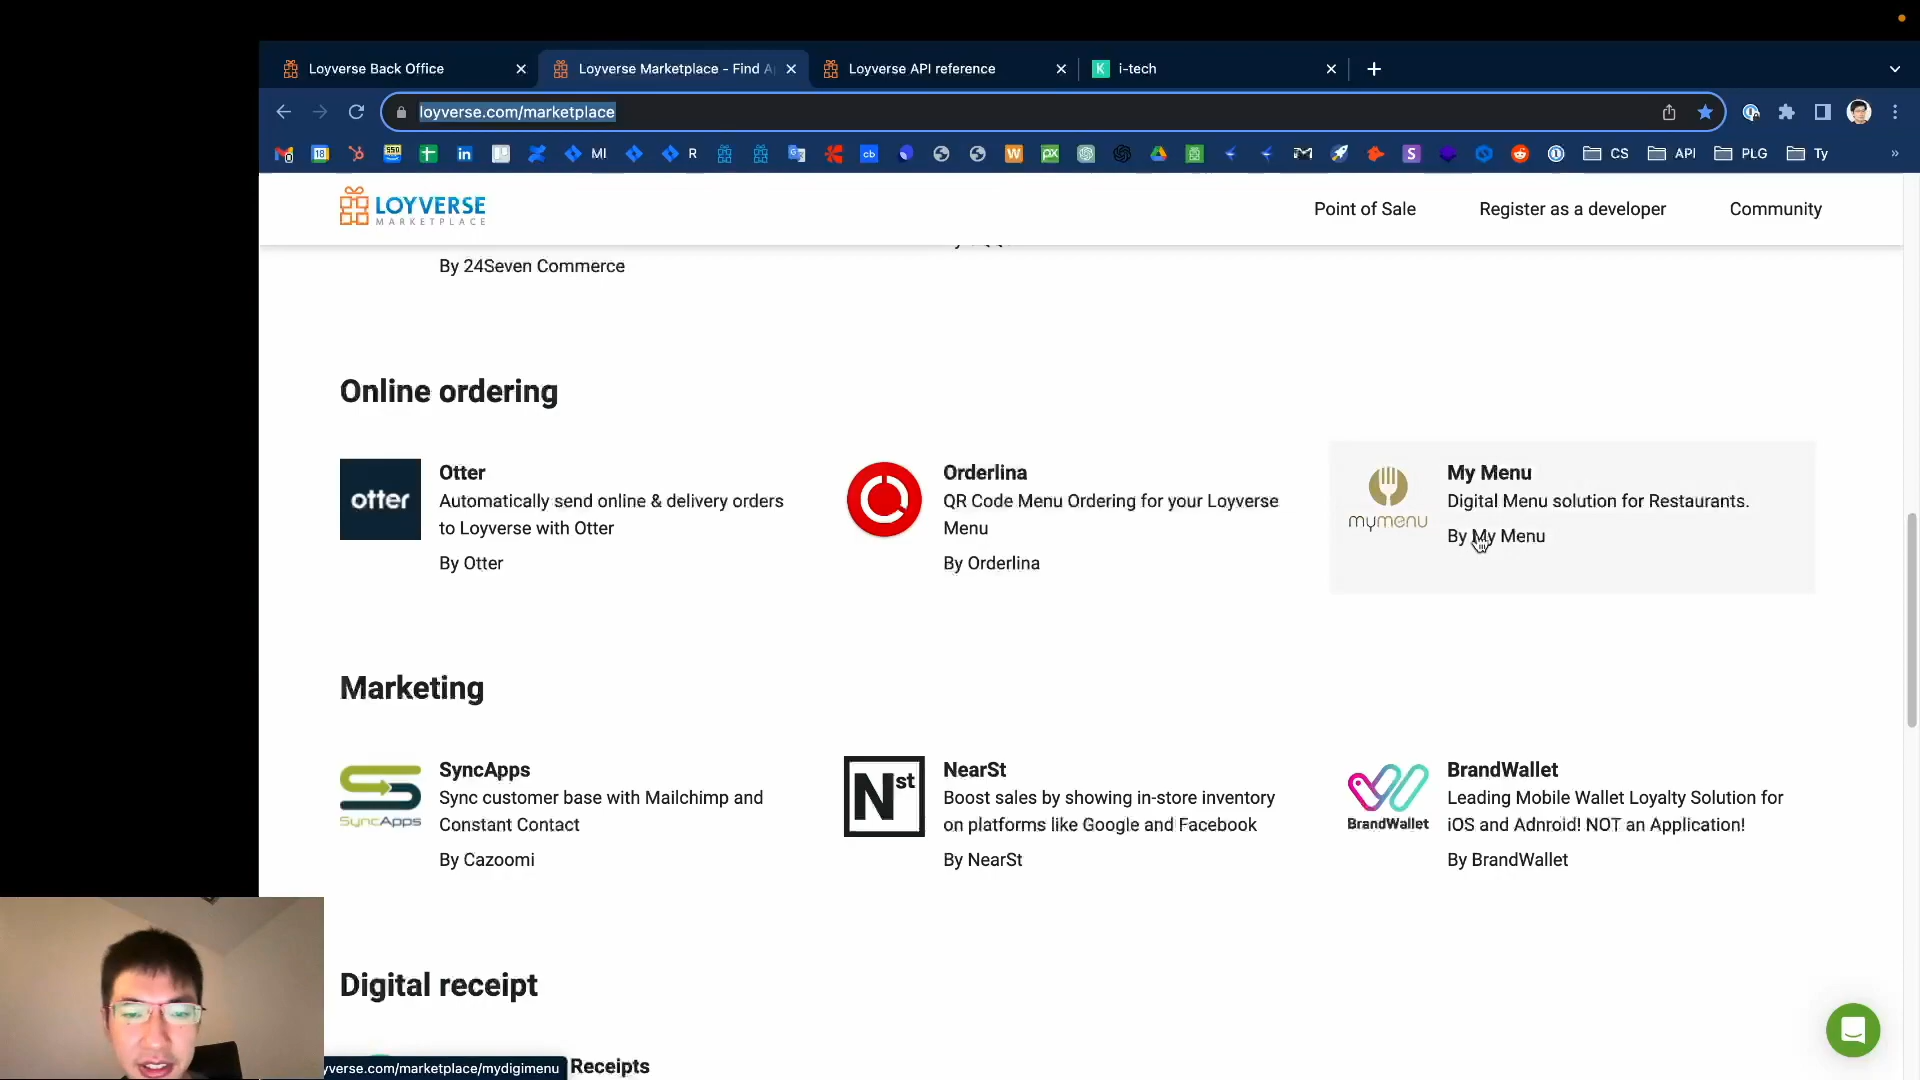 Loyverse Back Office
Loyverse Marketplace - Find A
Loyverse API reference
K
i-tech
loyverse.com/marketplace
18
in
MI
R
cb
W
px
S
CS
API
PLG
Ty
»
LOYVERSE
MARKETPLACE
Point of Sale
Register as a developer
Community
By 24Seven Commerce
Online ordering
otter
Otter
Automatically send online & delivery orders
to Loyverse with Otter
By Otter
Orderlina
QR Code Menu Ordering for your Loyverse
Menu
By Orderlina
mymenu
My Menu
Digital Menu solution for Restaurants.
By My Menu
Marketing
SyncApps
SyncApps
Sync customer base with Mailchimp and
Constant Contact
By Cazoomi
Nst
NearSt
Boost sales by showing in-store inventory
on platforms like Google and Facebook
By NearSt
BrandWallet
BrandWallet
Leading Mobile Wallet Loyalty Solution for
iOS and Adnroid! NOT an Application!
By BrandWallet
Digital receipt
Receipts
yverse.com/marketplace/mydigimenu